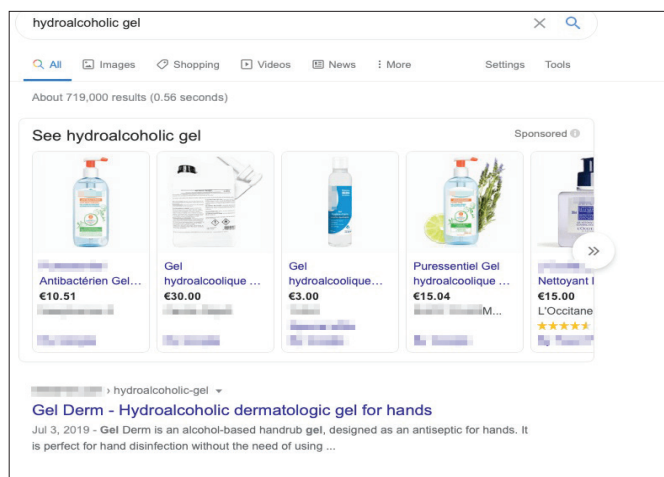 hydroalcoholic gel
All Images Shopping Videos News More Settings Tools
About 719,000 results (0.56 seconds)
See hydroalcoholic gel Sponsored
Antibactérien Gel...
€10.51
Gel
hydroalcoolique ...
€30.00
Gel
hydroalcoolique...
€3.00
Puressentiel Gel
hydroalcoolique ...
€15.04
M...
Nettoyant
€15.00
L'Occitane
› hydroalcoholic-gel
Gel Derm - Hydroalcoholic dermatologic gel for hands
Jul 3, 2019 - Gel Derm is an alcohol-based handrub gel, designed as an antiseptic for hands. It
is perfect for hand disinfection without the need of using ...